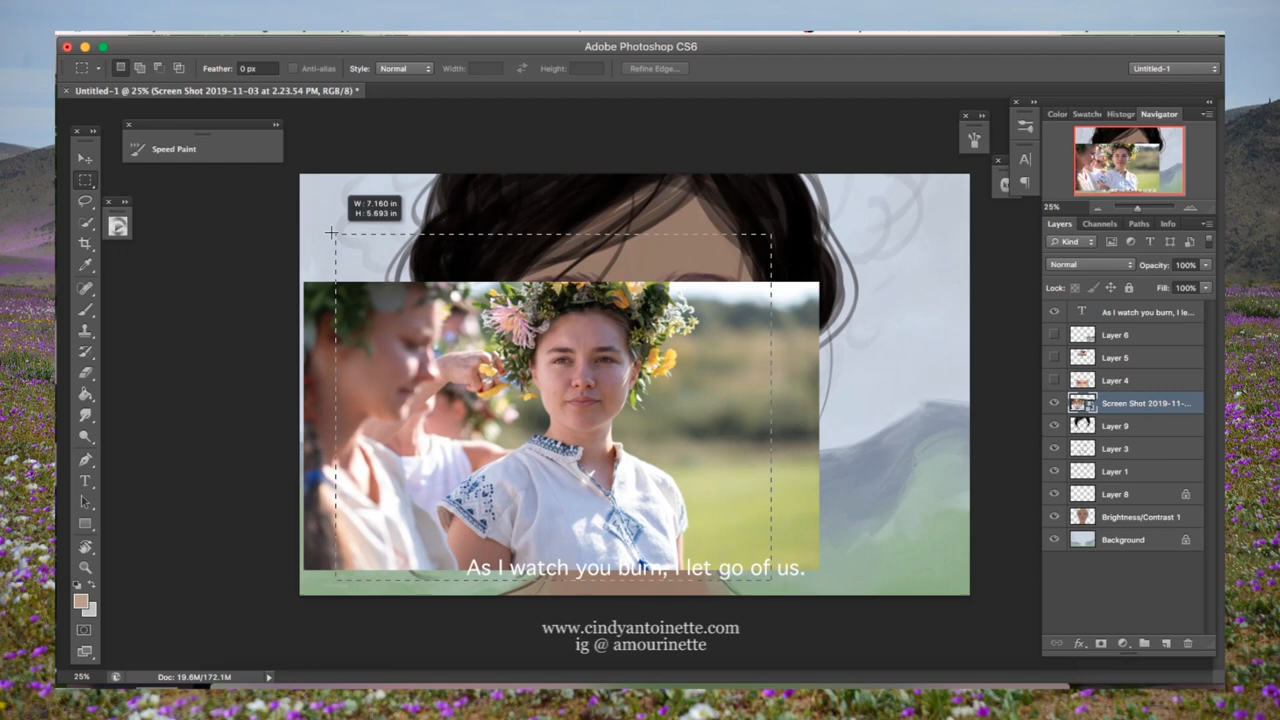 Adobe Photoshop CS6
Feather: 0 px Anti-alias Style: Normal Width: Height: Refine Edge... Untitled-1
Untitled-1 @ 25% (Screen Shot 2019-11-03 at 2.23.54 PM, RGB/8) *
Speed Paint
W: 7.160 in
H: 5.693 in
As I watch you burn, I let go of us.
www.cindyantoinette.com
ig @ amourinette
25% Doc: 19.6M/172.1M
Color Swatche Histogr Navigator
25%
Layers Channels Paths Info
Kind
Normal Opacity: 100%
Lock: Fill: 100%
As I watch you burn, I le...
Layer 6
Layer 5
Layer 4
Screen Shot 2019-11-...
Layer 9
Layer 3
Layer 1
Layer 8
Brightness/Contrast 1
Background